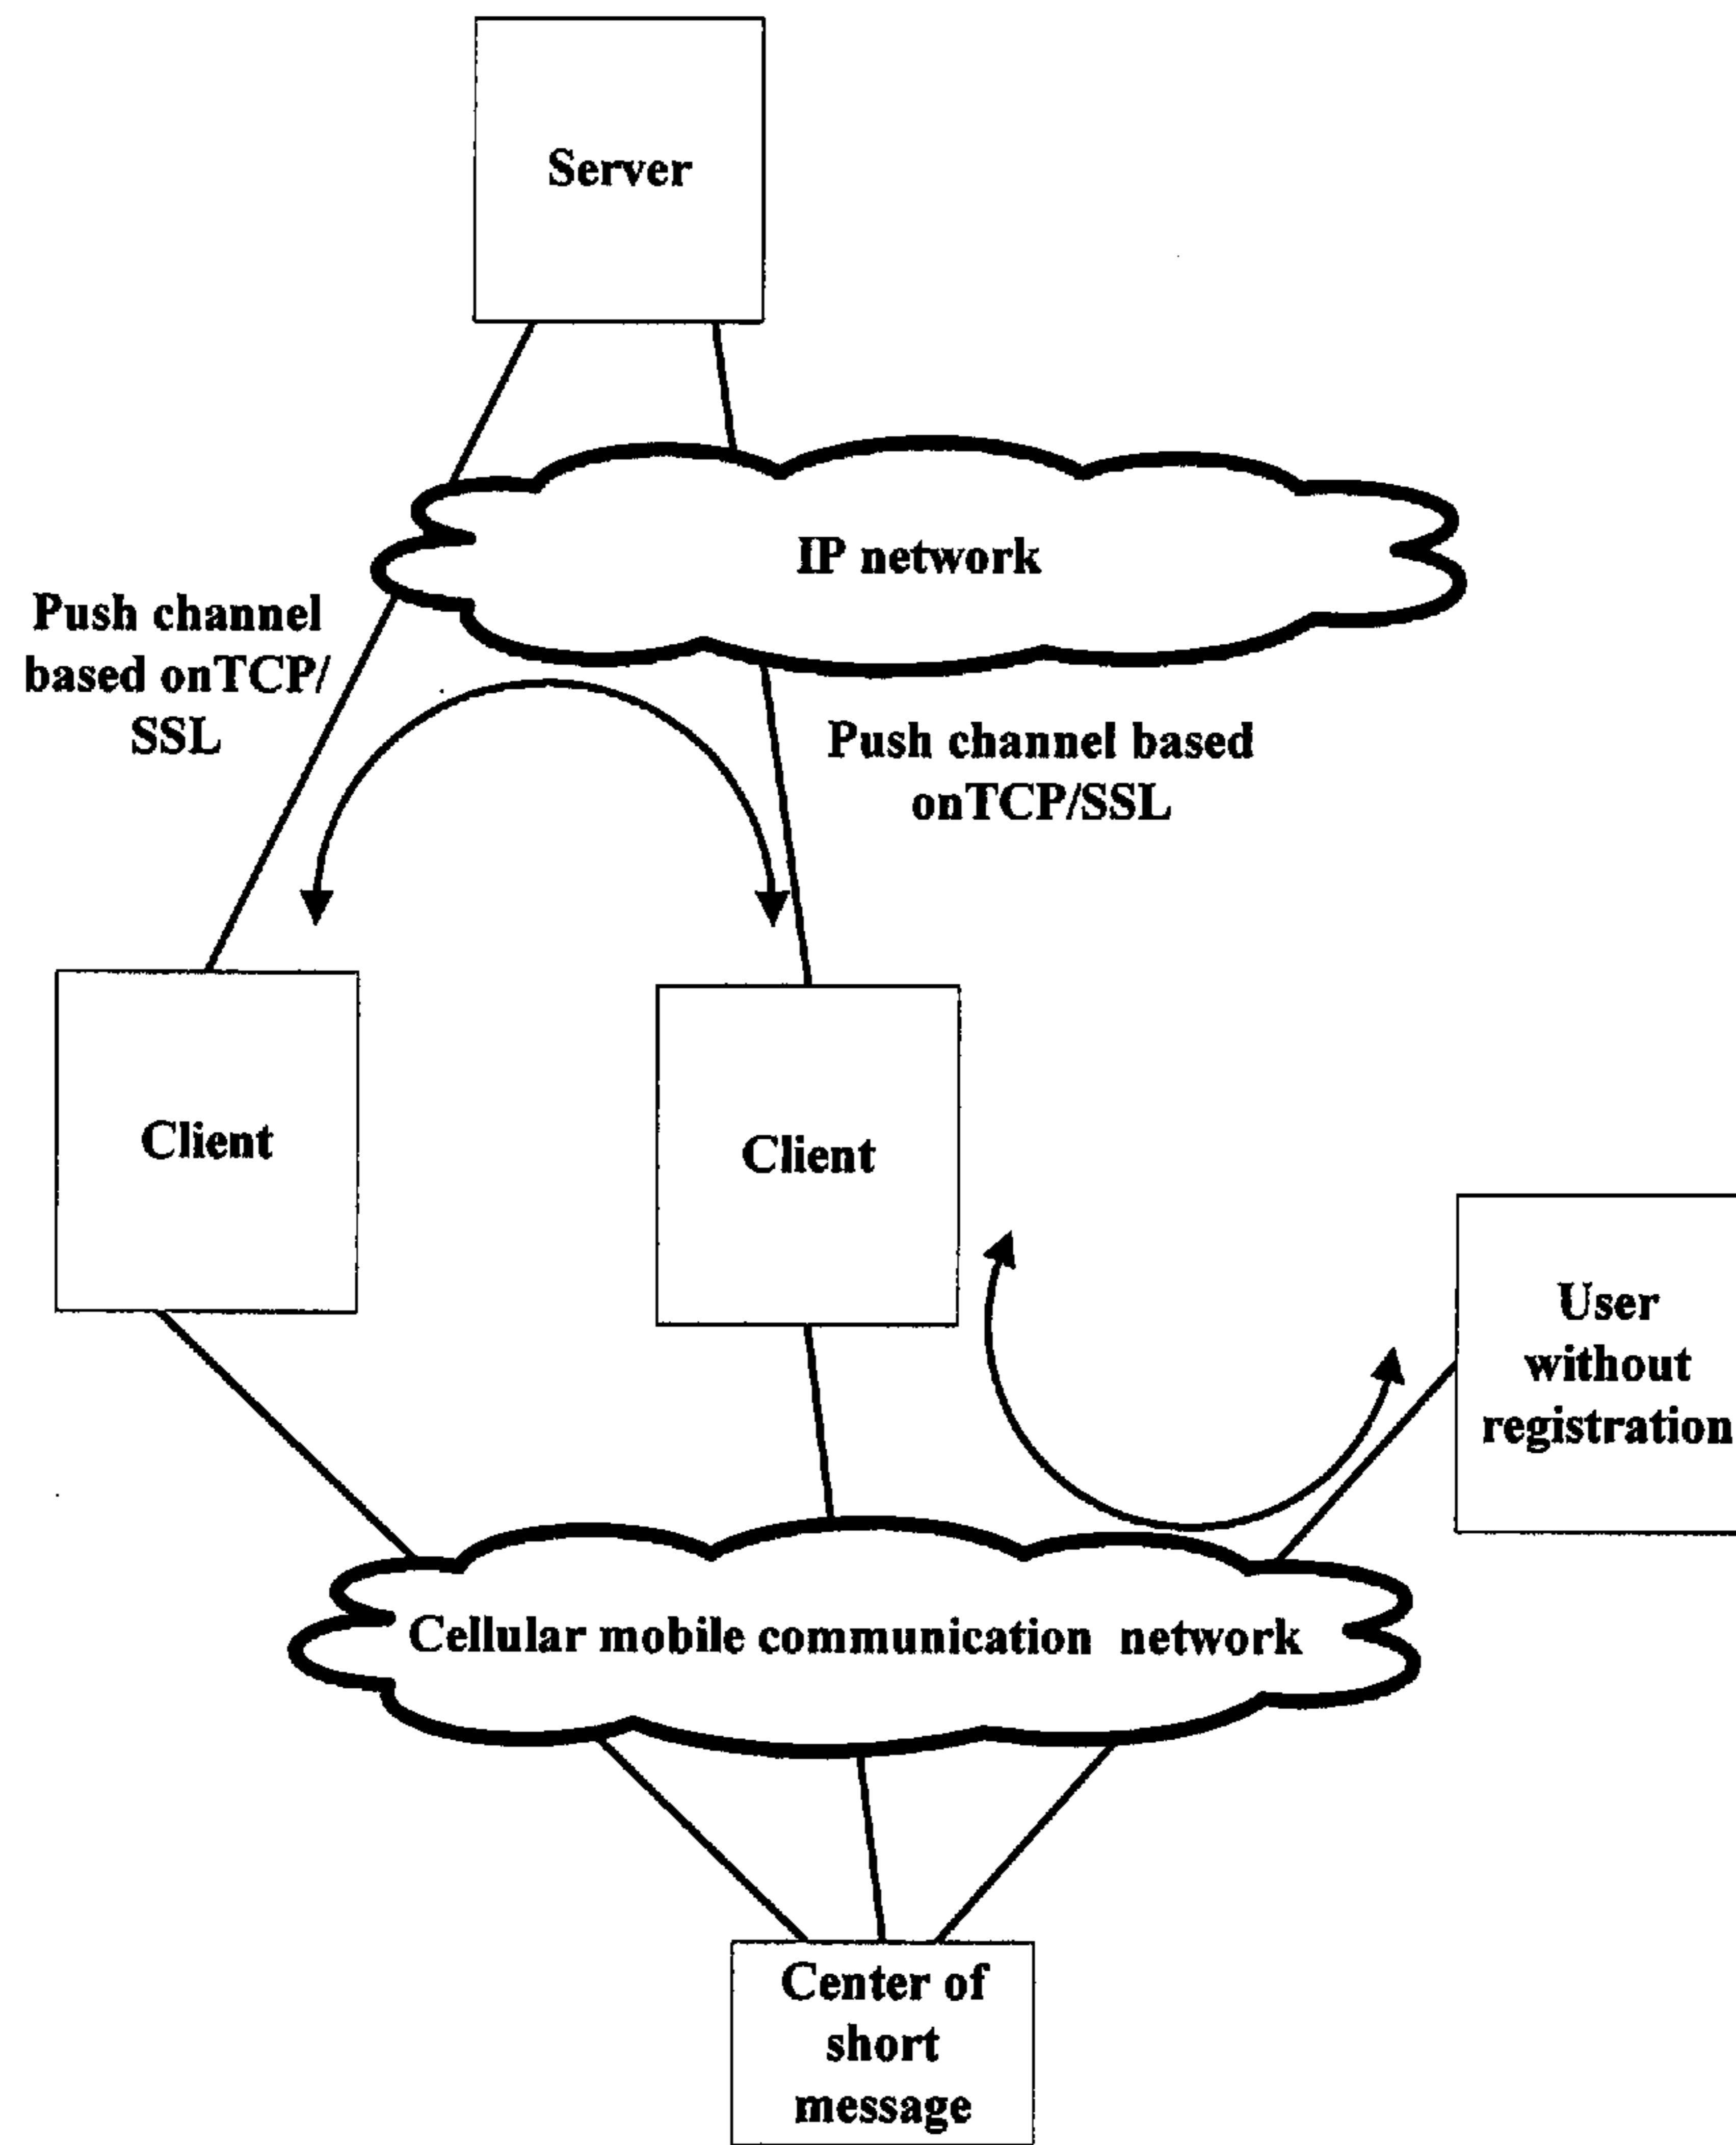 Server
IP network
Push channel
based onTCP/
SSL
Push channel based
onTCP/SSL
Client
Client
User
without
registration
Cellular mobile communication network
Center of
short
message